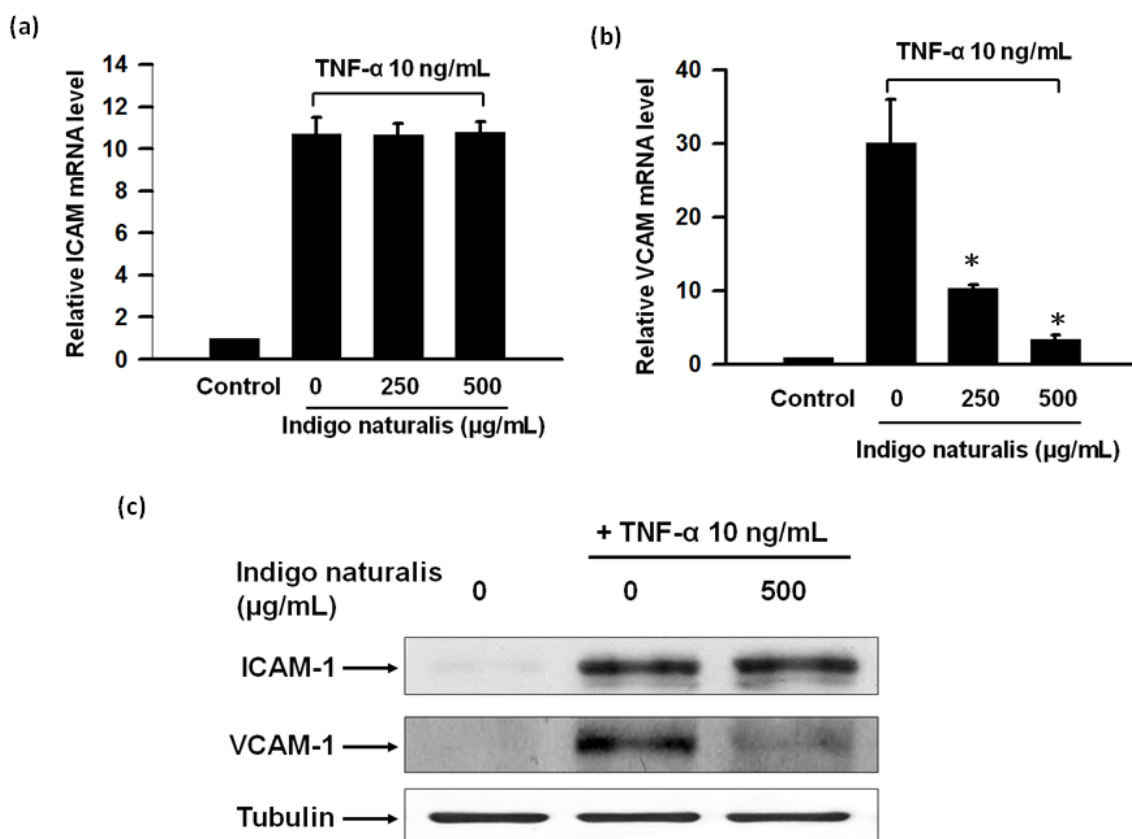 (a)
Relative ICAM mRNA level
14
12
10
8
6
4
2
0
TNF-α 10 ng/mL
Control 0 250 500
Indigo naturalis (µg/mL)
(b)
Relative VCAM mRNA level
40
30
20
10
0
TNF-α 10 ng/mL
*
*
Control 0 250 500
Indigo naturalis (µg/mL)
(c)
+ TNF-α 10 ng/mL
Indigo naturalis
(µg/mL)
0 0 500
ICAM-1
VCAM-1
Tubulin